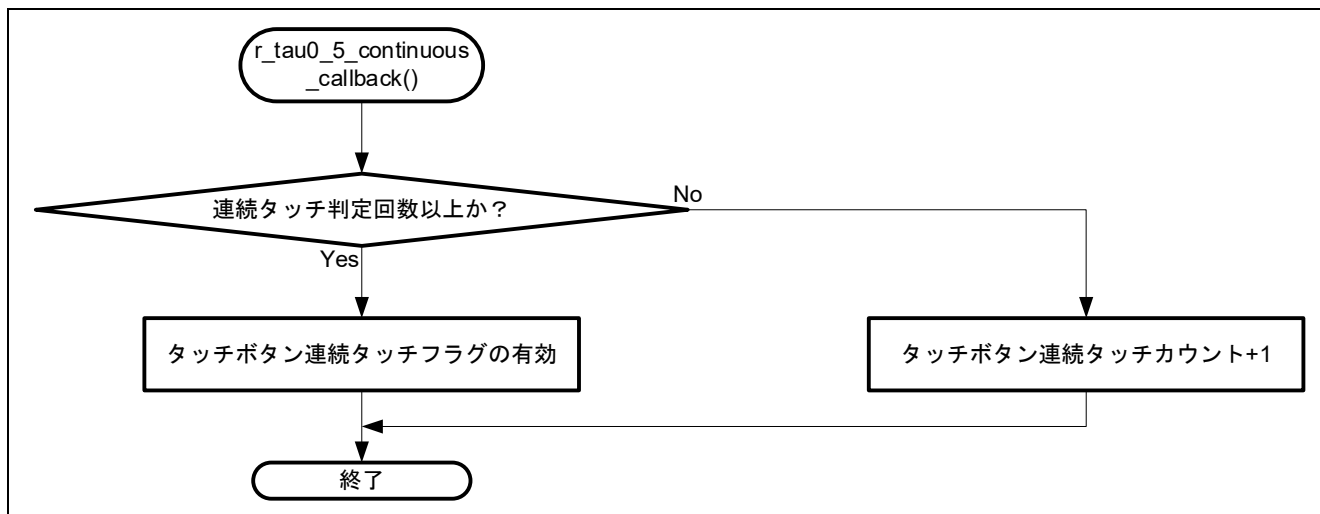 r_tau0_5_continuous
_callback()
連続タッチ判定回数以上か？
No
Yes
タッチボタン連続タッチフラグの有効
タッチボタン連続タッチカウント+1
終了